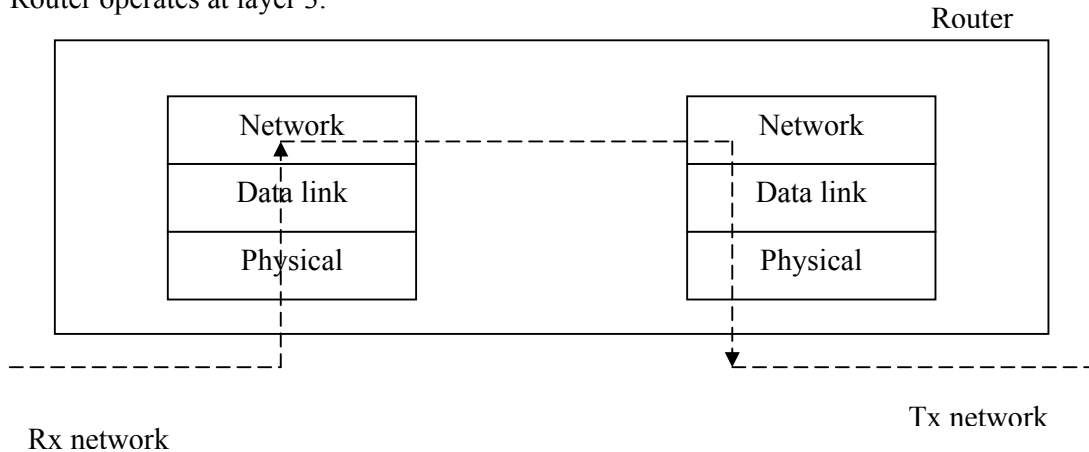 Router operates at layer 3.
Router
Network
Network
Data link
Data link
Physical
Physical
Tx network
Rx network